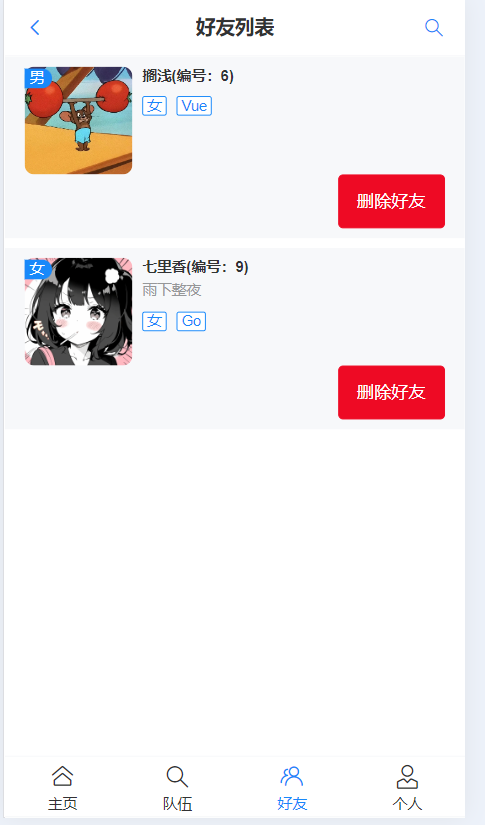 好友列表
男
搁浅(编号：6)
女 Vue
删除好友
女
七里香(编号：9)
雨下整夜
女 Go
删除好友
主页 队伍 好友 个人